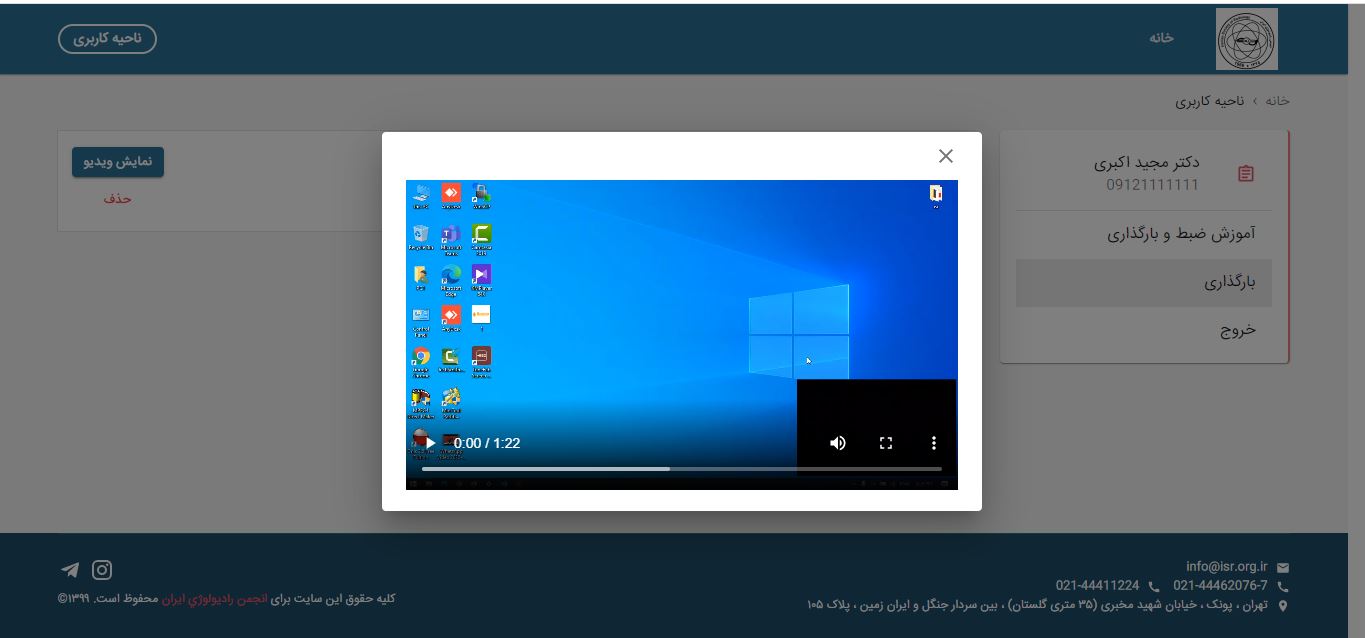 خانه
ناحیه کاربری
خانه › ناحیه کاربری
دکتر مجید اکبری
09121111111
آموزش ضبط و بارگذاری
بارگذاری
خروج
نمایش ویدیو
حذف
0:00 / 1:22
info@isr.org.ir
021-44462076-7
021-44411224
تهران ، پونک ، خیابان شهید مخبری (۳۵ متری گلستان) ، بین سردار جنگل و ایران زمین ، پلاک ۱۰۵
کلیه حقوق این سایت برای انجمن رادیولوژي ایران محفوظ است. ۱۳۹۹©